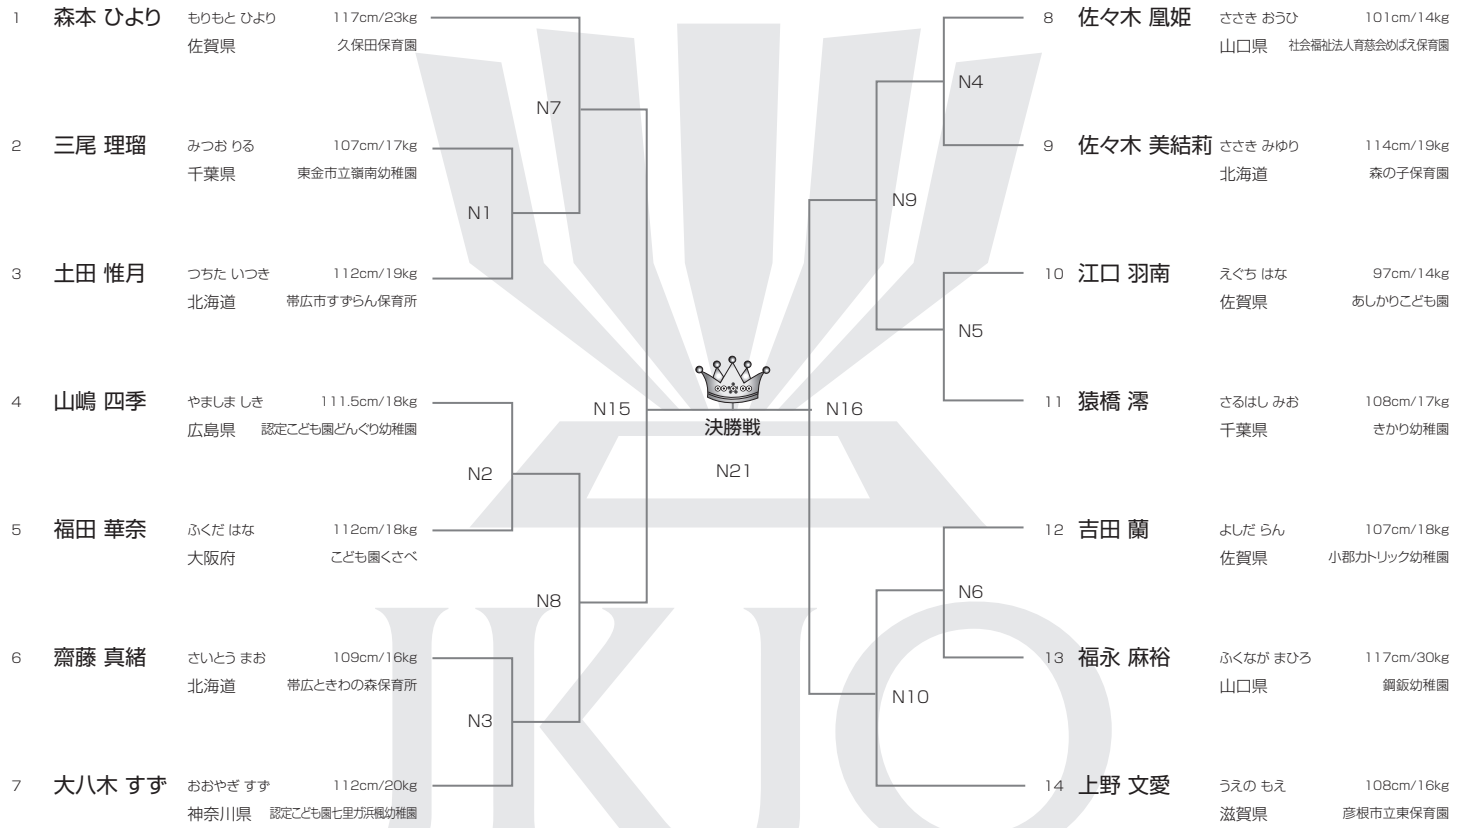 1 森本 ひより もりもと ひより 117cm/23kg
佐賀県 久保田保育園
2 三尾 理瑠 みつお りる 107cm/17kg
千葉県 東金市立嶺南幼稚園
3 土田 惟月 つちた いつき 112cm/19kg
北海道 帯広市すずらん保育所
4 山嶋 四季 やましま しき 111.5cm/18kg
広島県 認定こども園どんぐり幼稚園
5 福田 華奈 ふくだ はな 112cm/18kg
大阪府 こども園くさべ
6 齋藤 真緒 さいとう まお 109cm/16kg
北海道 帯広ときわの森保育所
7 大八木 すず おおやぎ すず 112cm/20kg
神奈川県 認定こども園七里ガ浜楓幼稚園
N7
N1
N2
N8
N3
N15
決勝戦
N21
N16
N4
N9
N5
N6
N10
8 佐々木 凰姫 ささき おうひ 101cm/14kg
山口県 社会福祉法人育慈会めばえ保育園
9 佐々木 美結莉 ささき みゆり 114cm/19kg
北海道 森の子保育園
10 江口 羽南 えぐち はな 97cm/14kg
佐賀県 あしかりこども園
11 猿橋 澪 さるはし みお 108cm/17kg
千葉県 きかり幼稚園
12 吉田 蘭 よしだ らん 107cm/18kg
佐賀県 小郡カトリック幼稚園
13 福永 麻裕 ふくなが まひろ 117cm/30kg
山口県 鋼鈑幼稚園
14 上野 文愛 うえの もえ 108cm/16kg
滋賀県 彦根市立東保育園
JKJO